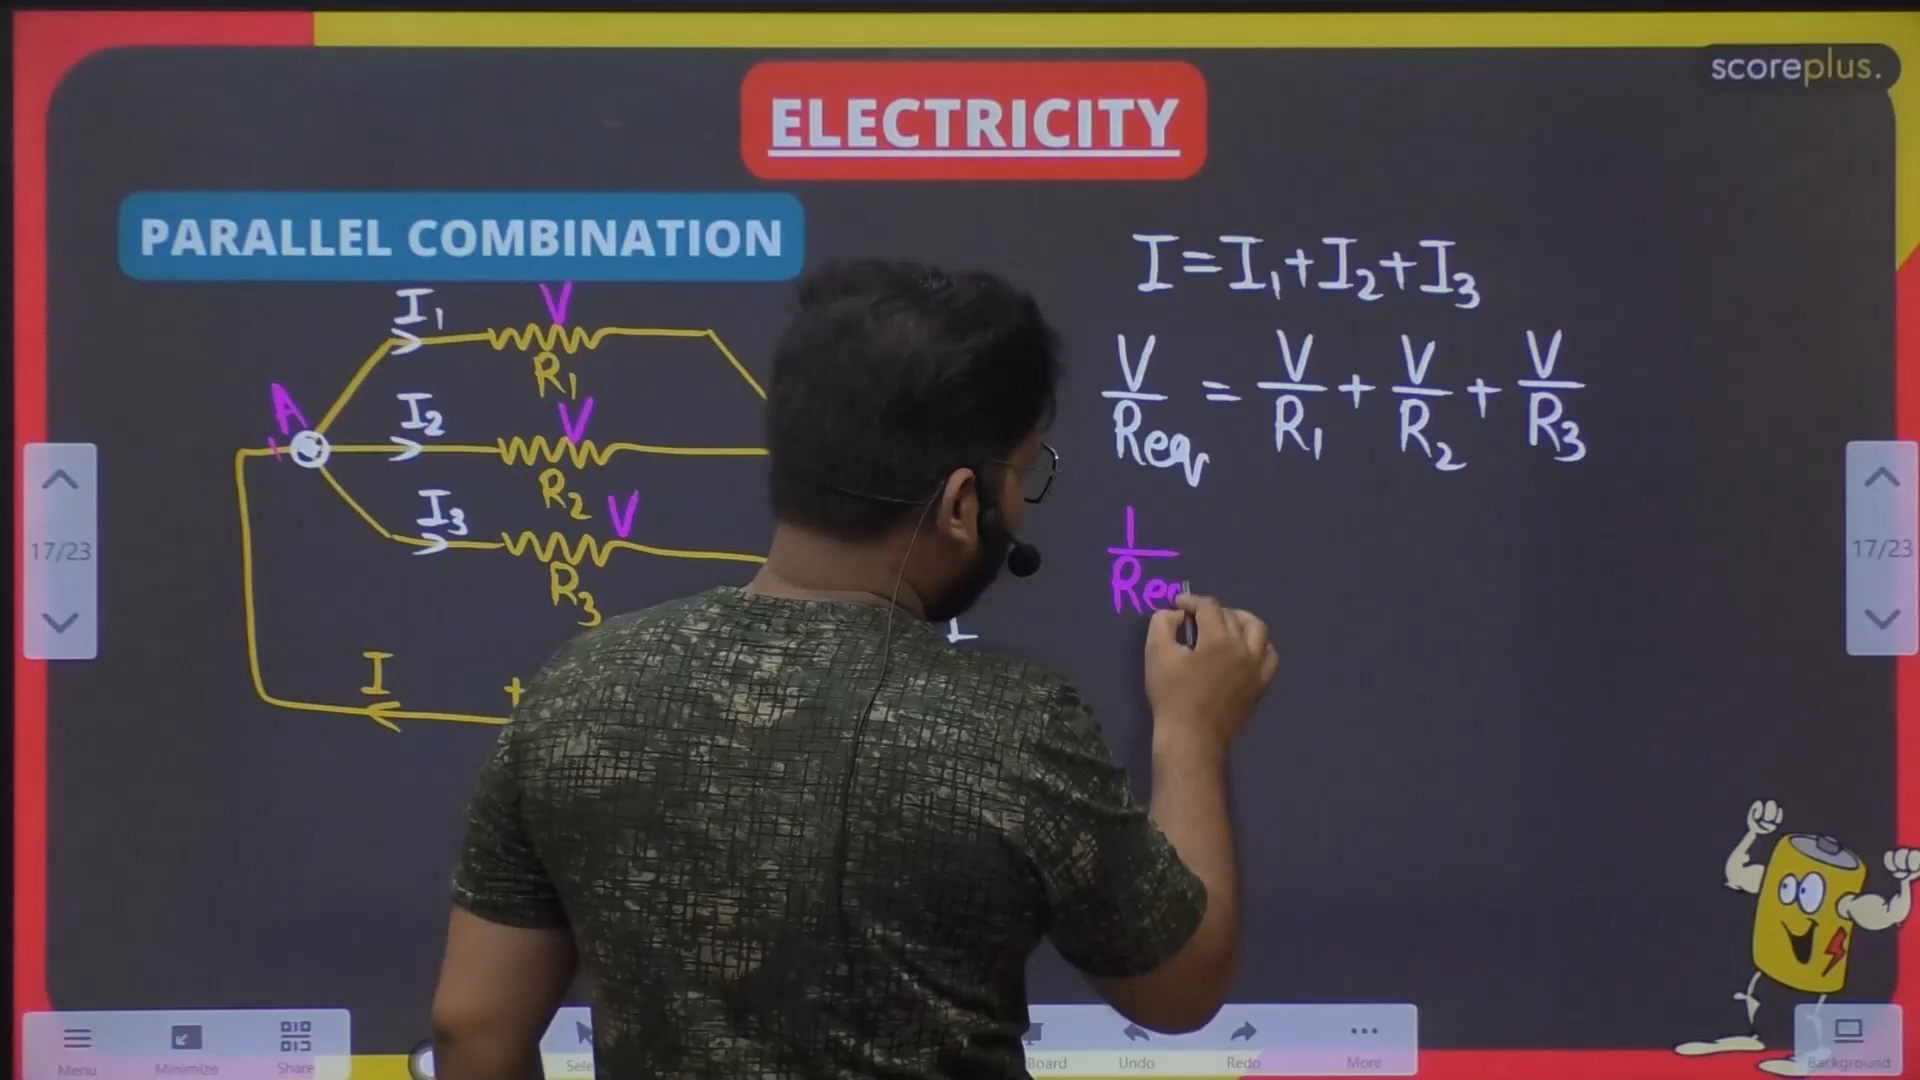 scoreplus.
ELECTRICITY
PARALLEL COMBINATION
I = I1 + I2 + I3
V/Req = V/R1 + V/R2 + V/R3
1/Req
I1
V
R1
A
I2
V
R2
I3
V
R3
I
+
17/23
17/23
Menu
Minimize
Share
Board
Undo
Redo
More
Background